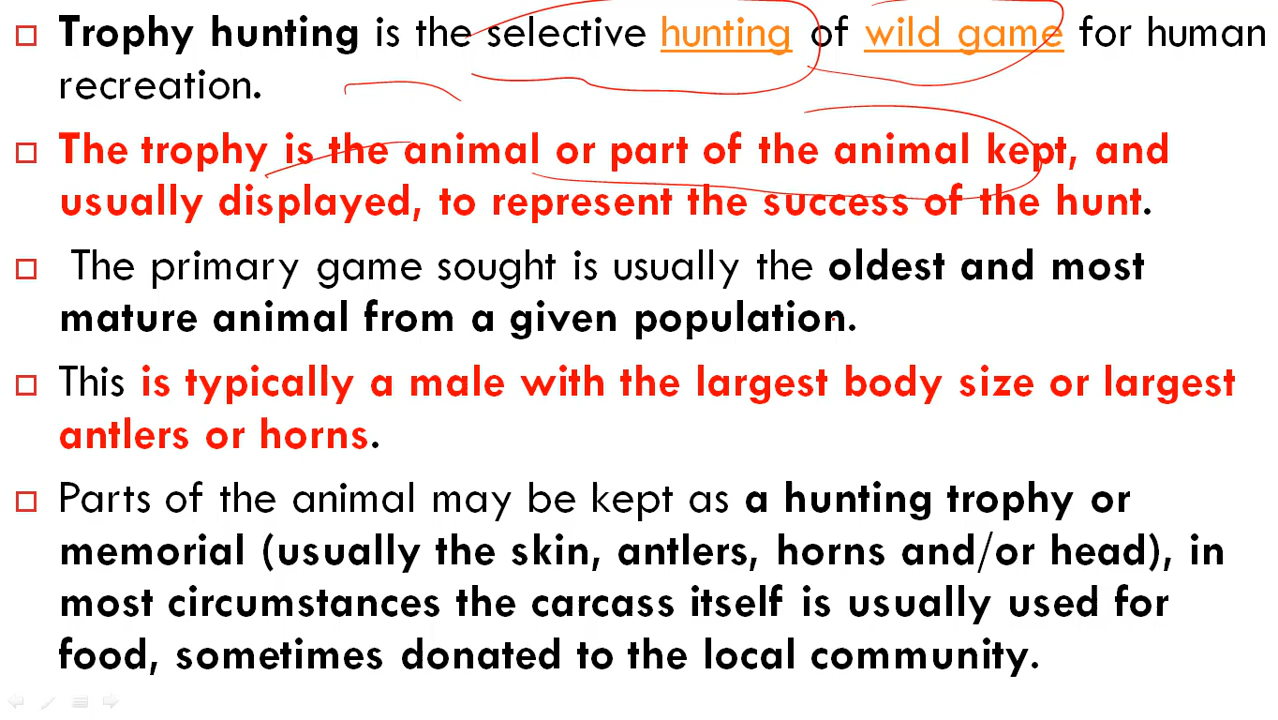 Trophy hunting is the selective hunting of wild game for human
recreation.
The trophy is the animal or part of the animal kept, and
usually displayed, to represent the success of the hunt.
The primary game sought is usually the oldest and most
mature animal from a given population.
This is typically a male with the largest body size or largest
antlers or horns.
Parts of the animal may be kept as a hunting trophy or
memorial (usually the skin, antlers, horns and/or head), in
most circumstances the carcass itself is usually used for
food, sometimes donated to the local community.